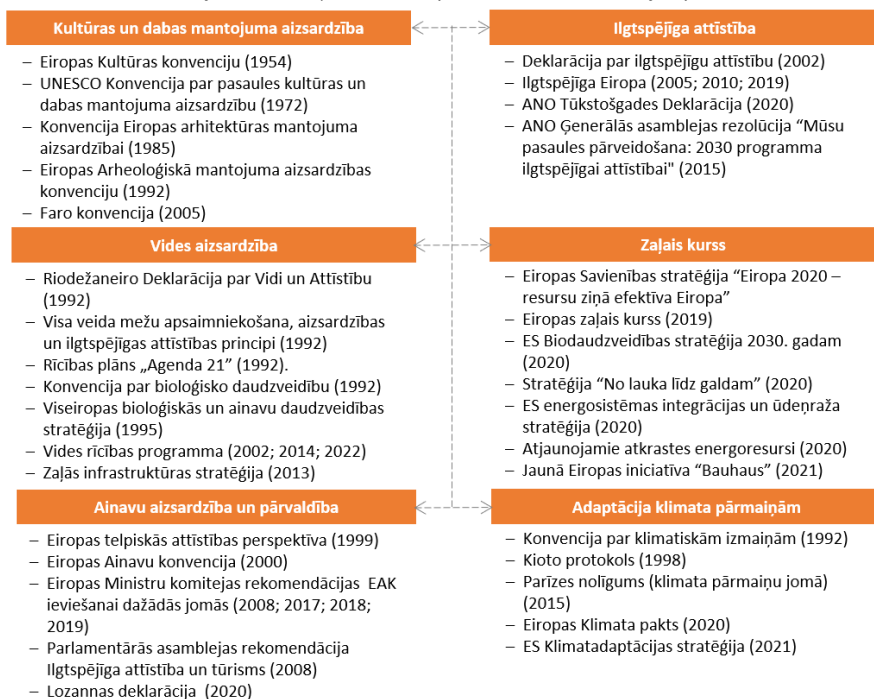 Kultūras un dabas mantojuma aizsardzība
– Eiropas Kultūras konvenciju (1954)
– UNESCO Konvencija par pasaules kultūras un
dabas mantojuma aizsardzību (1972)
– Konvencija Eiropas arhitektūras mantojuma
aizsardzībai (1985)
– Eiropas Arheoloģiskā mantojuma aizsardzības
konvenciju (1992)
– Faro konvencija (2005)
Ilgtspējīga attīstība
– Deklarācija par ilgtspējīgu attīstību (2002)
– Ilgtspējīga Eiropa (2005; 2010; 2019)
– ANO Tūkstošgades Deklarācija (2020)
– ANO Ģenerālās asamblejas rezolūcija “Mūsu
pasaules pārveidošana: 2030 programma
ilgtspējīgai attīstībai" (2015)
Vides aizsardzība
– Riodežaneiro Deklarācija par Vidi un Attīstību
(1992)
– Visa veida mežu apsaimniekošana, aizsardzības
un ilgtspējīgas attīstības principi (1992)
– Rīcības plāns „Agenda 21” (1992).
– Konvencija par bioloģisko daudzveidību (1992)
– Viseiropas bioloģiskās un ainavu daudzveidības
stratēģija (1995)
– Vides rīcības programma (2002; 2014; 2022)
– Zaļās infrastruktūras stratēģija (2013)
Zaļais kurss
– Eiropas Savienības stratēģija “Eiropa 2020 –
resursu ziņā efektīva Eiropa”
– Eiropas zaļais kurss (2019)
– ES Biodaudzveidības stratēģija 2030. gadam
(2020)
– Stratēģija “No lauka līdz galdam” (2020)
– ES energosistēmas integrācijas un ūdeņraža
stratēģija (2020)
– Atjaunojamie atkrastes energoresursi (2020)
– Jaunā Eiropas iniciatīva “Bauhaus” (2021)
Ainavu aizsardzība un pārvaldība
– Eiropas telpiskās attīstības perspektīva (1999)
– Eiropas Ainavu konvencija (2000)
– Eiropas Ministru komitejas rekomendācijas EAK
ieviešanai dažādās jomās (2008; 2017; 2018;
2019)
– Parlamentārās asamblejas rekomendācija
Ilgtspējīga attīstība un tūrisms (2008)
– Lozannas deklarācija (2020)
Adaptācija klimata pārmaiņām
– Konvencija par klimatiskām izmaiņām (1992)
– Kioto protokols (1998)
– Parīzes nolīgums (klimata pārmaiņu jomā)
(2015)
– Eiropas Klimata pakts (2020)
– ES Klimatadaptācijas stratēģija (2021)